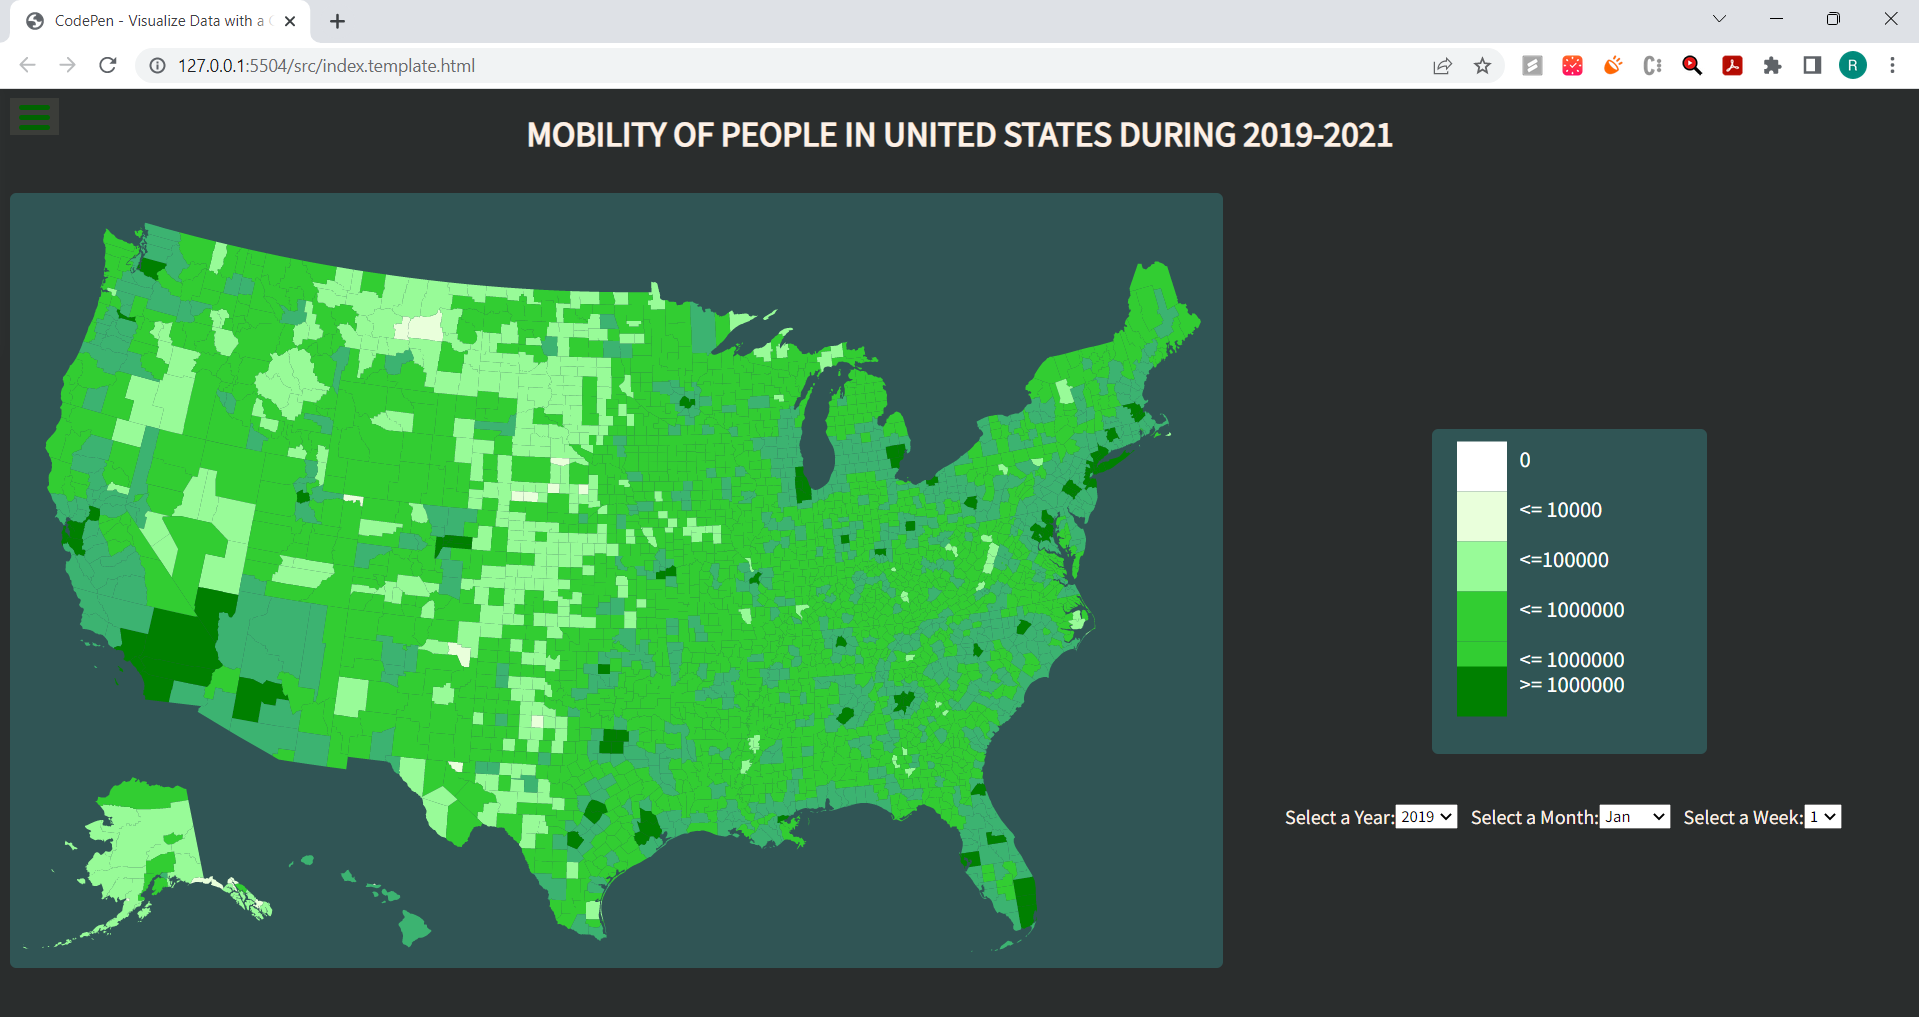 CodePen - Visualize Data with a
127.0.0.1:5504/src/index.template.html
R
MOBILITY OF PEOPLE IN UNITED STATES DURING 2019-2021
0
<= 10000
<=100000
<= 1000000
<= 1000000
>= 1000000
Select a Year: 2019 Select a Month: Jan Select a Week: 1